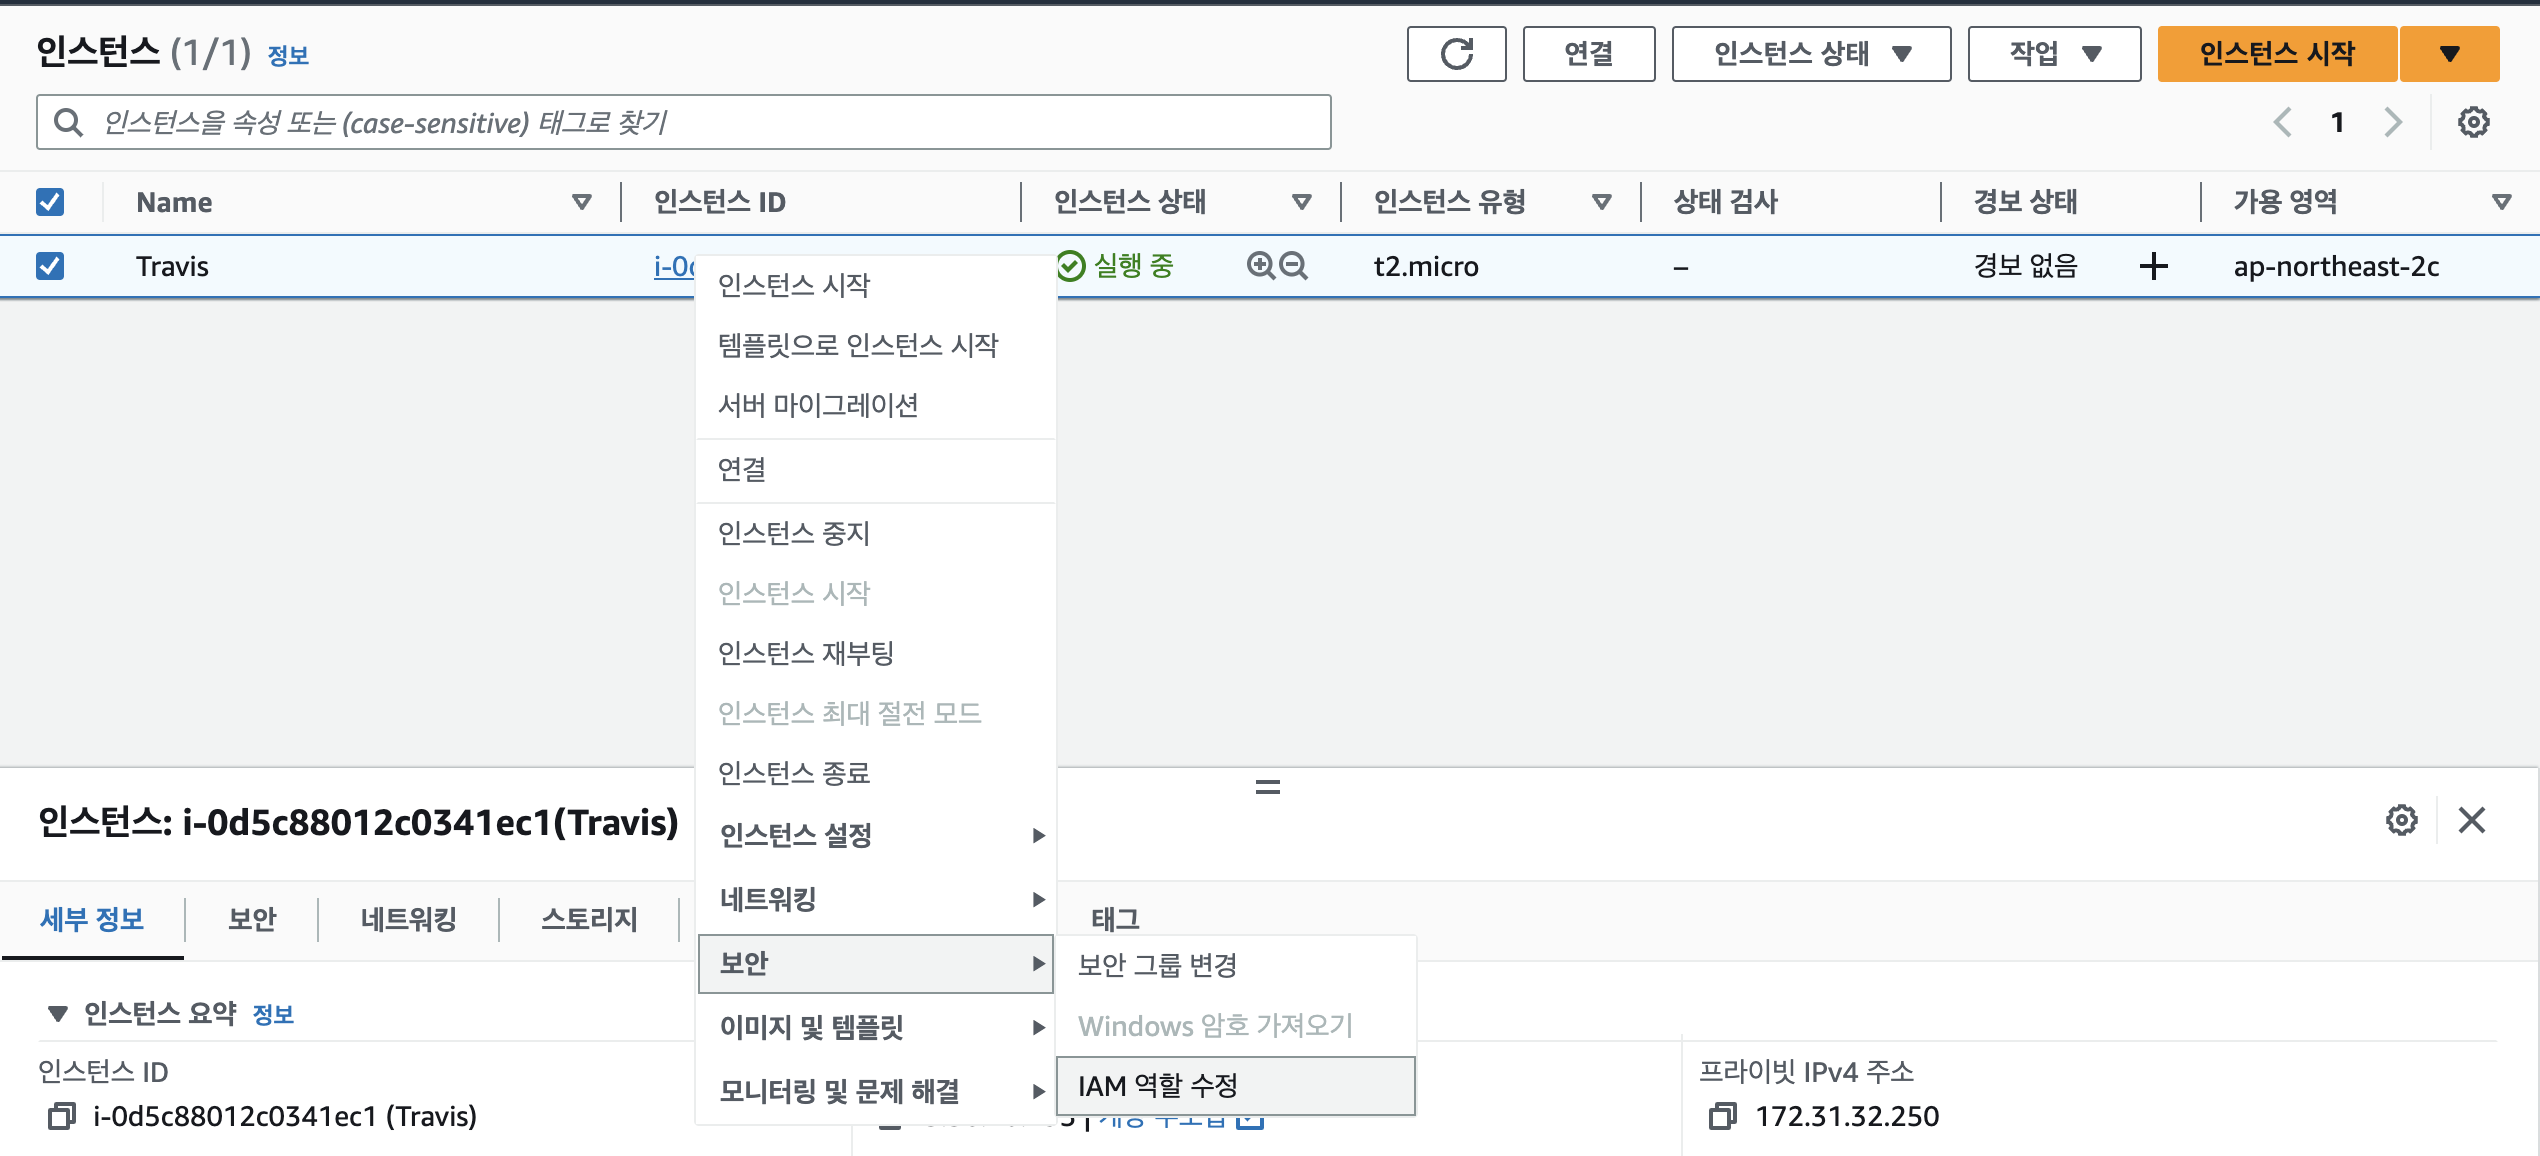 인스턴스 (1/1) 정보
연결
인스턴스 상태
작업
인스턴스 시작
인스턴스을 속성 또는 (case-sensitive) 태그로 찾기
1
Name 인스턴스 ID 인스턴스 상태 인스턴스 유형 상태 검사 경보 상태 가용 영역
Travis i-0d 실행 중 t2.micro – 경보 없음 ap-northeast-2c
인스턴스 시작
템플릿으로 인스턴스 시작
서버 마이그레이션
연결
인스턴스 중지
인스턴스 시작
인스턴스 재부팅
인스턴스 최대 절전 모드
인스턴스 종료
인스턴스 설정
네트워킹
보안
이미지 및 템플릿
모니터링 및 문제 해결
보안 그룹 변경
Windows 암호 가져오기
IAM 역할 수정
인스턴스: i-0d5c88012c0341ec1(Travis)
세부 정보 보안 네트워킹 스토리지 태그
인스턴스 요약 정보
인스턴스 ID
i-0d5c88012c0341ec1 (Travis)
프라이빗 IPv4 주소
172.31.32.250